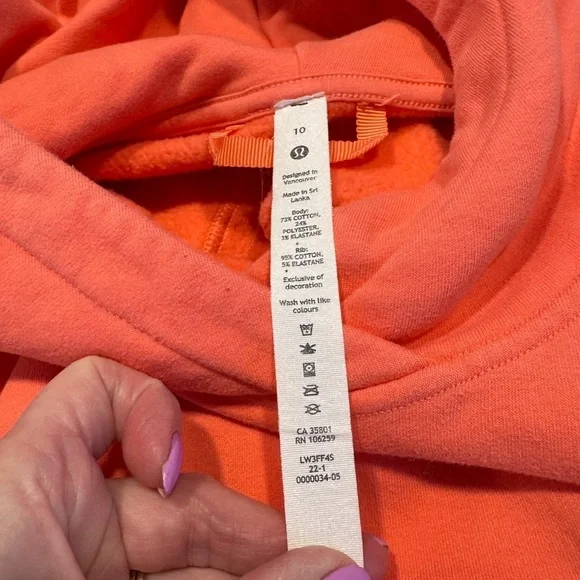 10
Designed in
Vancouver
Made in Sri
Lanka
Body:
73% COTTON,
24%
POLYESTER,
3% ELASTANE
•
Rib:
95% COTTON,
5% ELASTANE
•
Exclusive of
decoration
Wash with like
colours
CA 35801
RN 106259
LW3FF4S
22-1
0000034-05